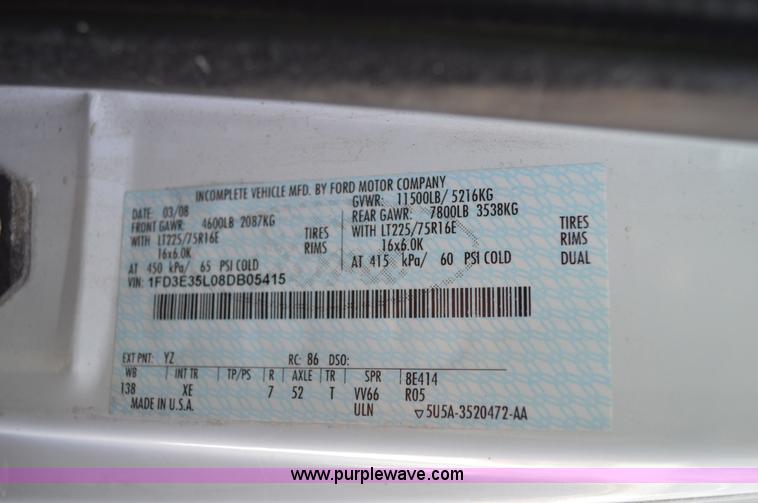 INCOMPLETE VEHICLE MFD. BY FORD MOTOR COMPANY
DATE: 03/08 GVWR: 11500LB/ 5216KG
FRONT GAWR: 4600LB 2087KG REAR GAWR: 7800LB 3538KG
WITH LT225/75R16E TIRES WITH LT225/75R16E TIRES
16x6.0K RIMS 16x6.0K RIMS
AT 450 kPa/ 65 PSI COLD AT 415 kPa/ 60 PSI COLD DUAL
VIN: 1FD3E35L08DB05415
EXT PNT: YZ RC: 86 DSO:
WB INT TR TP/PS R AXLE TR SPR 8E414
138 XE 7 52 T VV66 R05
MADE IN U.S.A. ULN ▽5U5A-3520472-AA
www.purplewave.com